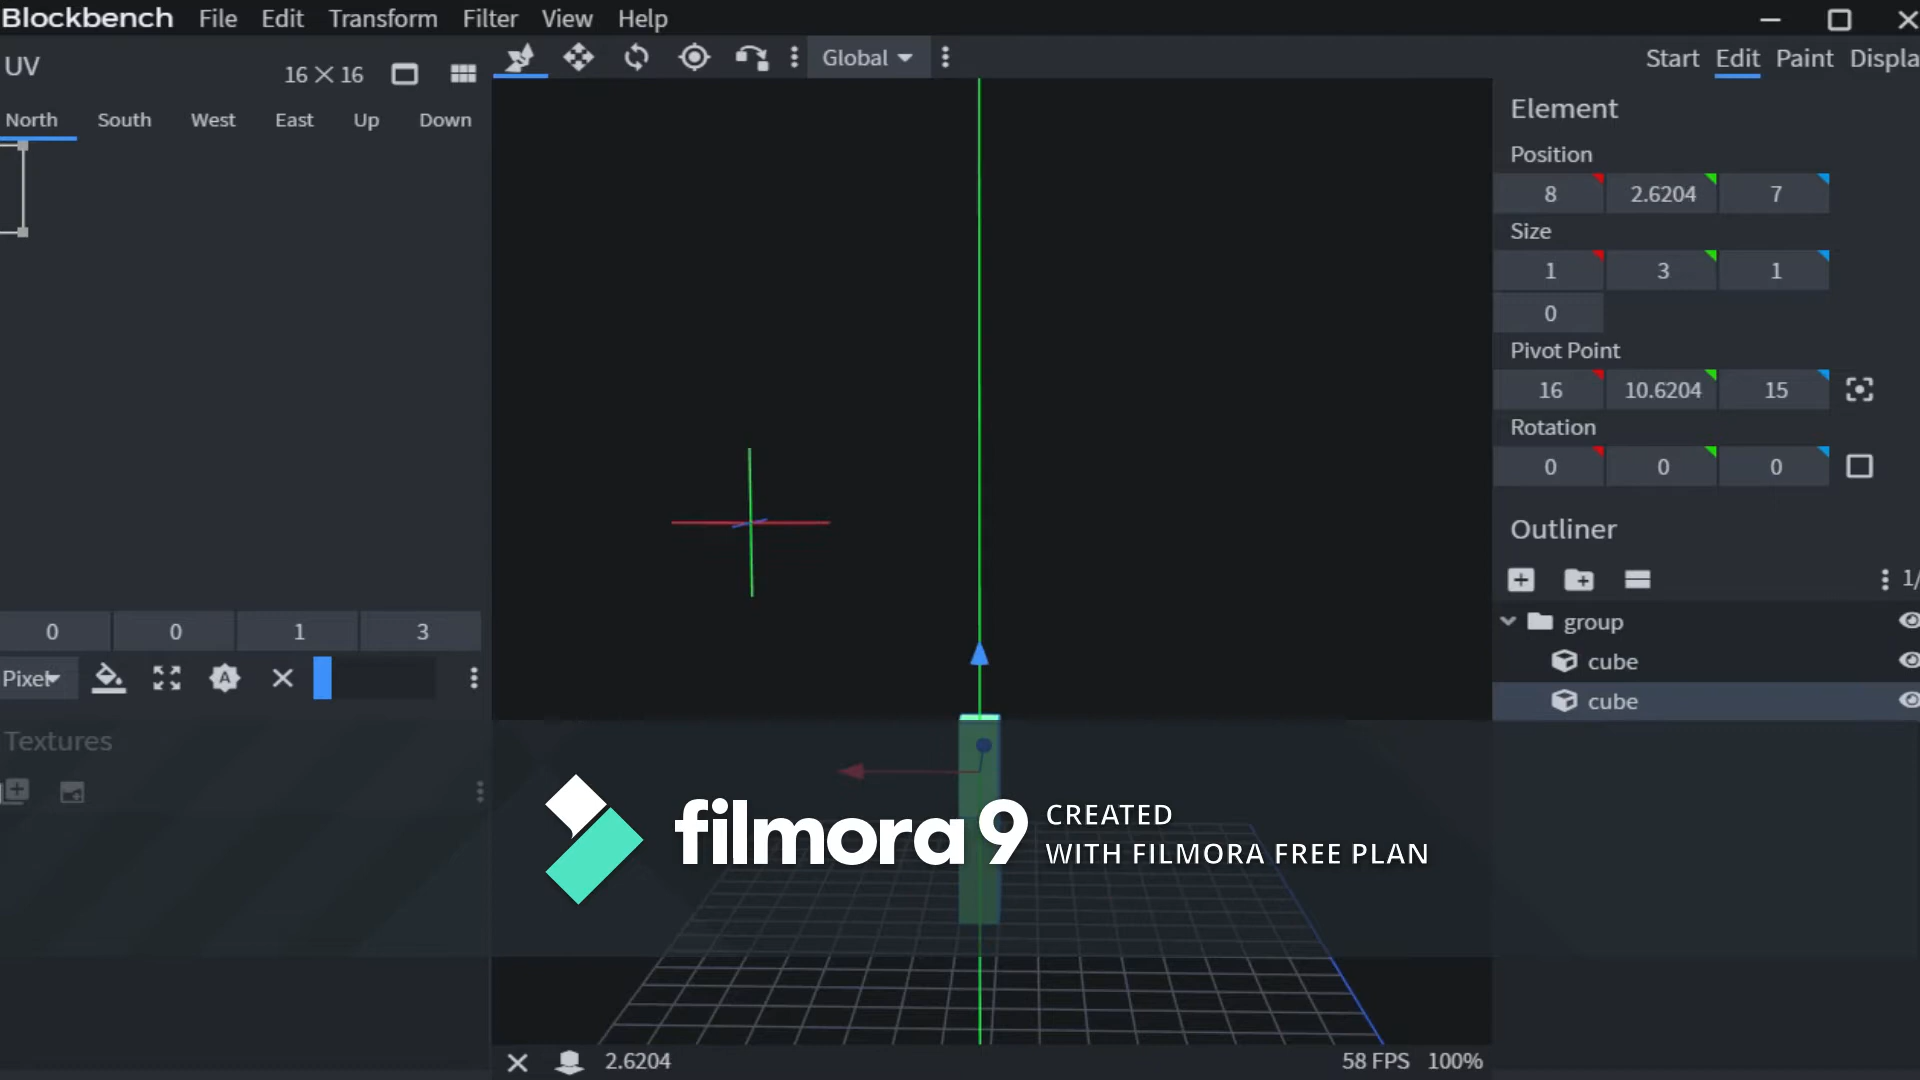 Blockbench File Edit Transform Filter View Help
UV
16×16
Global
Start Edit Paint Displa
North South West East Up Down
Element
Position
8 2.6204 7
Size
1 3 1
0
Pivot Point
16 10.6204 15
Rotation
0 0 0
Outliner
1/
group
cube
cube
0 0 1 3
Pixel
Textures
filmora9
CREATED
WITH FILMORA FREE PLAN
2.6204
58 FPS 100%